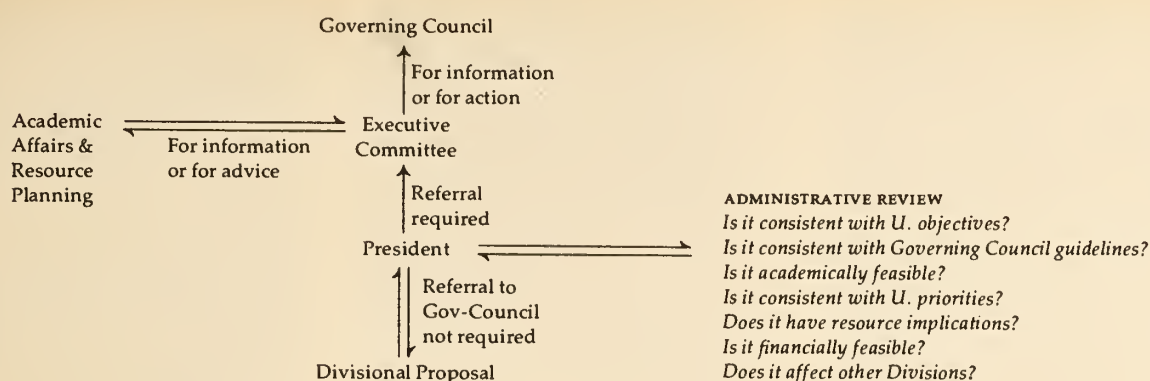 Governing Council
For information
or for action
Academic
Affairs &
Resource
Planning
For information
or for advice
Executive
Committee
Referral
required
President
ADMINISTRATIVE REVIEW
Is it consistent with U. objectives?
Is it consistent with Governing Council guidelines?
Is it academically feasible?
Is it consistent with U. priorities?
Does it have resource implications?
Is it financially feasible?
Does it affect other Divisions?
Referral to
Gov-Council
not required
Divisional Proposal